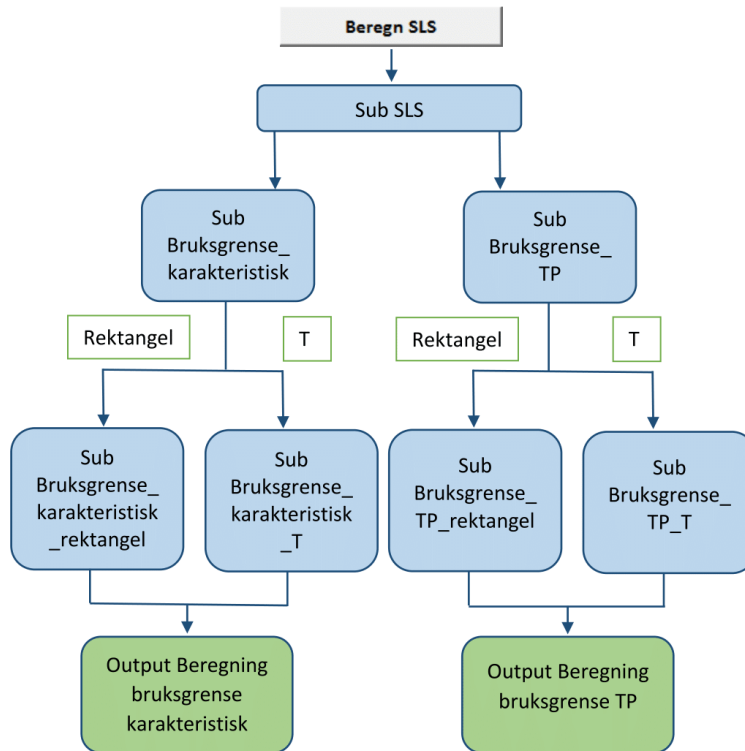 Beregn SLS
Sub SLS
Sub
Bruksgrense_
karakteristisk
Sub
Bruksgrense_
TP
Rektangel
T
Rektangel
T
Sub
Bruksgrense_
karakteristisk
_rektangel
Sub
Bruksgrense_
karakteristisk
_T
Sub
Bruksgrense_
TP_rektangel
Sub
Bruksgrense_
TP_T
Output Beregning
bruksgrense
karakteristisk
Output Beregning
bruksgrense TP